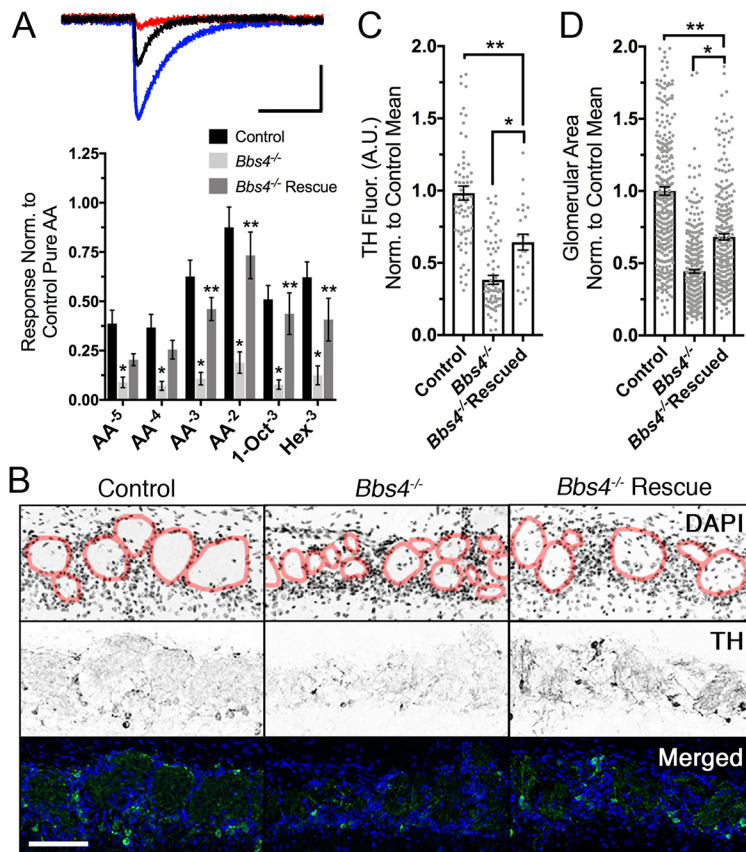 A
Control
Bbs4-/-
Bbs4-/- Rescue
Response Norm. to
Control Pure AA
1.25
1.00
0.75
0.50
0.25
0.00
* * ** * ** * ** * ** *
AA-5
AA-4
AA-3
AA-2
1-Oct-3
Hex-3
C
TH Fluor. (A.U.)
Norm. to Control Mean
2.0
1.5
1.0
0.5
0.0
**
*
Control
Bbs4-/-
Bbs4-/-Rescued
D
Glomerular Area
Norm. to Control Mean
2.0
1.5
1.0
0.5
0.0
**
*
Control
Bbs4-/-
Bbs4-/-Rescued
B
Control
Bbs4-/-
Bbs4-/- Rescue
DAPI
TH
Merged